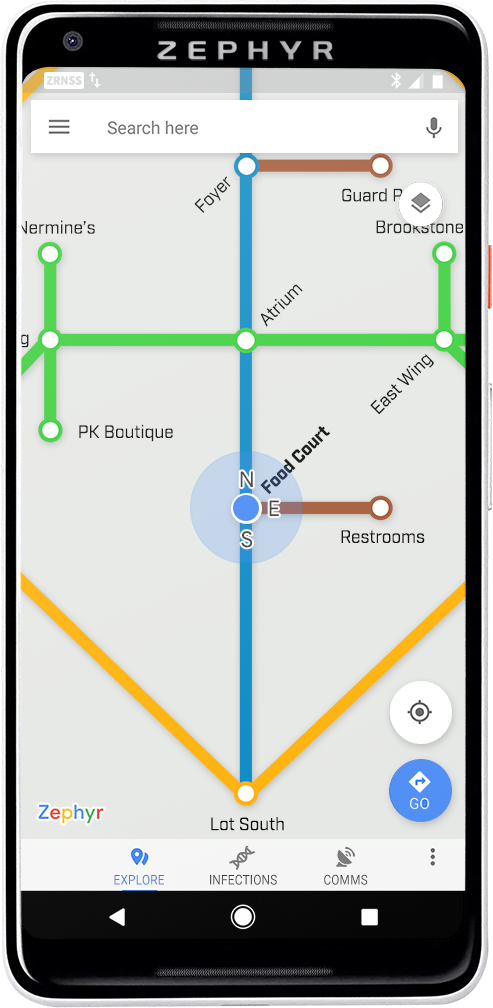 ZEPHYR
ZRNSS
Search here
Foyer
Guard P
Nermine's
Brookstone
Atrium
g
East Wing
PK Boutique
Food Court
N
E
S
Restrooms
Zephyr
GO
Lot South
EXPLORE
INFECTIONS
COMMS